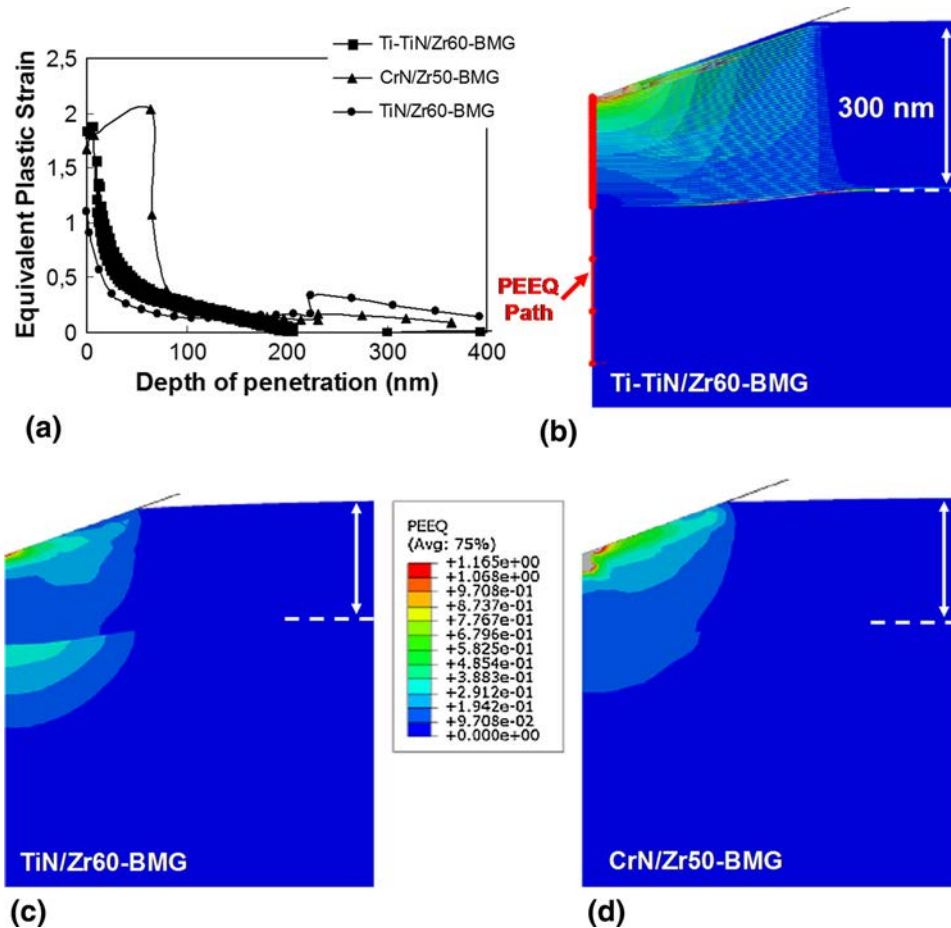 Equivalent Plastic Strain
2,5
2
1,5
1
0,5
0
0
100
200
300
400
Depth of penetration (nm)
Ti-TiN/Zr60-BMG
CrN/Zr50-BMG
TiN/Zr60-BMG
(a)
300 nm
PEEQ
Path
Ti-TiN/Zr60-BMG
(b)
TiN/Zr60-BMG
(c)
PEEQ
(Avg: 75%)
+1.165e+00
+1.068e+00
+9.708e-01
+8.737e-01
+7.767e-01
+6.796e-01
+5.825e-01
+4.854e-01
+3.883e-01
+2.912e-01
+1.942e-01
+9.708e-02
+0.000e+00
CrN/Zr50-BMG
(d)